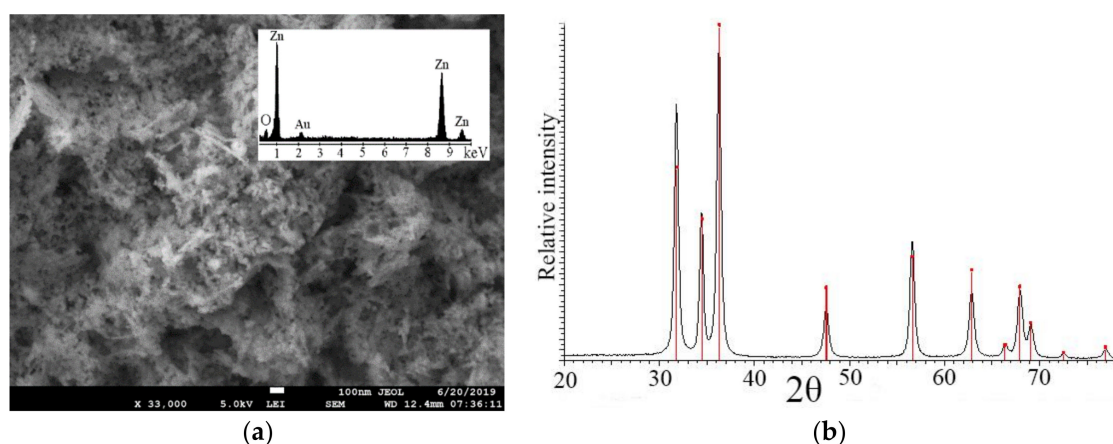 Zn
Zn
O
Au
Zn
1 2 3 4 5 6 7 8 9 keV
100nm JEOL 6/20/2019
X 33,000 5.0kV LEI SEM WD 12.4mm 07:36:11
(a)
Relative intensity
20 30 40 50 60 70
2θ
(b)